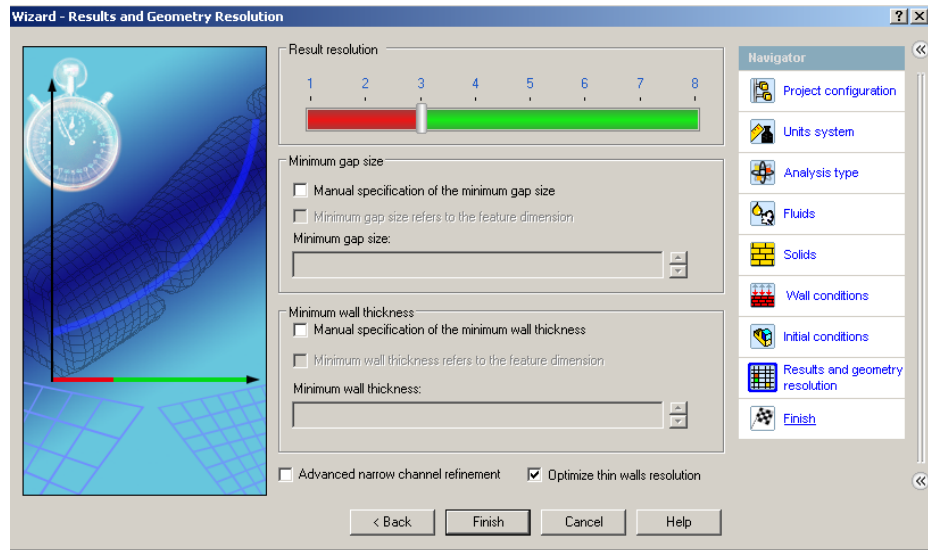 Wizard - Results and Geometry Resolution
Result resolution
1 2 3 4 5 6 7 8
Minimum gap size
Manual specification of the minimum gap size
Minimum gap size refers to the feature dimension
Minimum gap size:
Minimum wall thickness
Manual specification of the minimum wall thickness
Minimum wall thickness refers to the feature dimension
Minimum wall thickness:
Advanced narrow channel refinement
Optimize thin walls resolution
< Back
Finish
Cancel
Help
Navigator
Project configuration
Units system
Analysis type
Fluids
Solids
Wall conditions
Initial conditions
Results and geometry
resolution
Finish